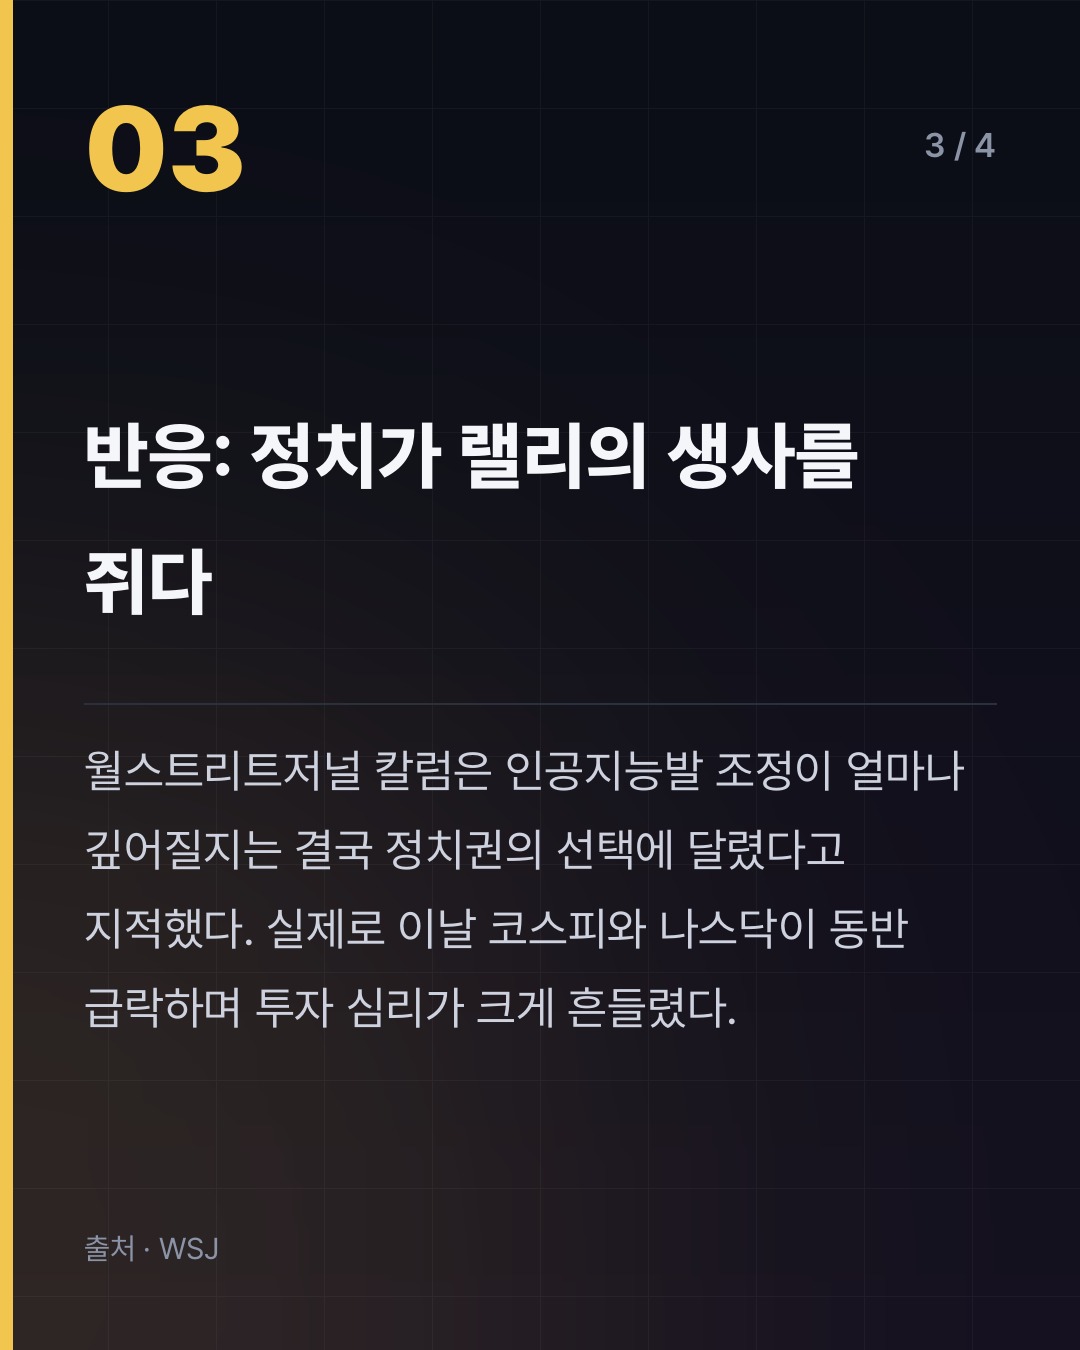 03
3 / 4
반응: 정치가 랠리의 생사를
쥐다
월스트리트저널 칼럼은 인공지능발 조정이 얼마나
깊어질지는 결국 정치권의 선택에 달렸다고
지적했다. 실제로 이날 코스피와 나스닥이 동반
급락하며 투자 심리가 크게 흔들렸다.
출처 · WSJ